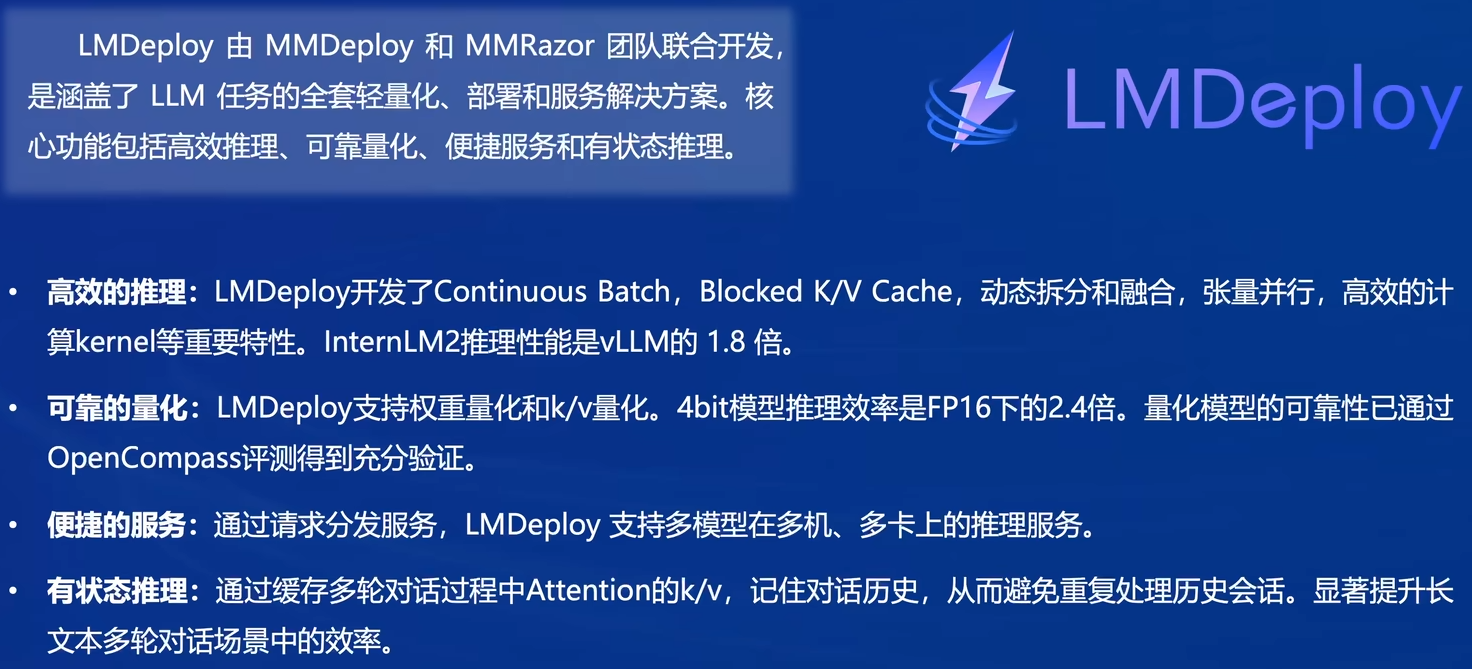 LMDeploy 由 MMDeploy 和 MMRazor 团队联合开发,
是涵盖了 LLM 任务的全套轻量化、部署和服务解决方案。核
心功能包括高效推理、可靠量化、便捷服务和有状态推理。
LMDeploy
• 高效的推理：LMDeploy开发了Continuous Batch，Blocked K/V Cache，动态拆分和融合，张量并行，高效的计
算kernel等重要特性。InternLM2推理性能是vLLM的 1.8 倍。
• 可靠的量化：LMDeploy支持权重量化和k/v量化。4bit模型推理效率是FP16下的2.4倍。量化模型的可靠性已通过
OpenCompass评测得到充分验证。
• 便捷的服务：通过请求分发服务，LMDeploy 支持多模型在多机、多卡上的推理服务。
• 有状态推理：通过缓存多轮对话过程中Attention的k/v，记住对话历史，从而避免重复处理历史会话。显著提升长
文本多轮对话场景中的效率。